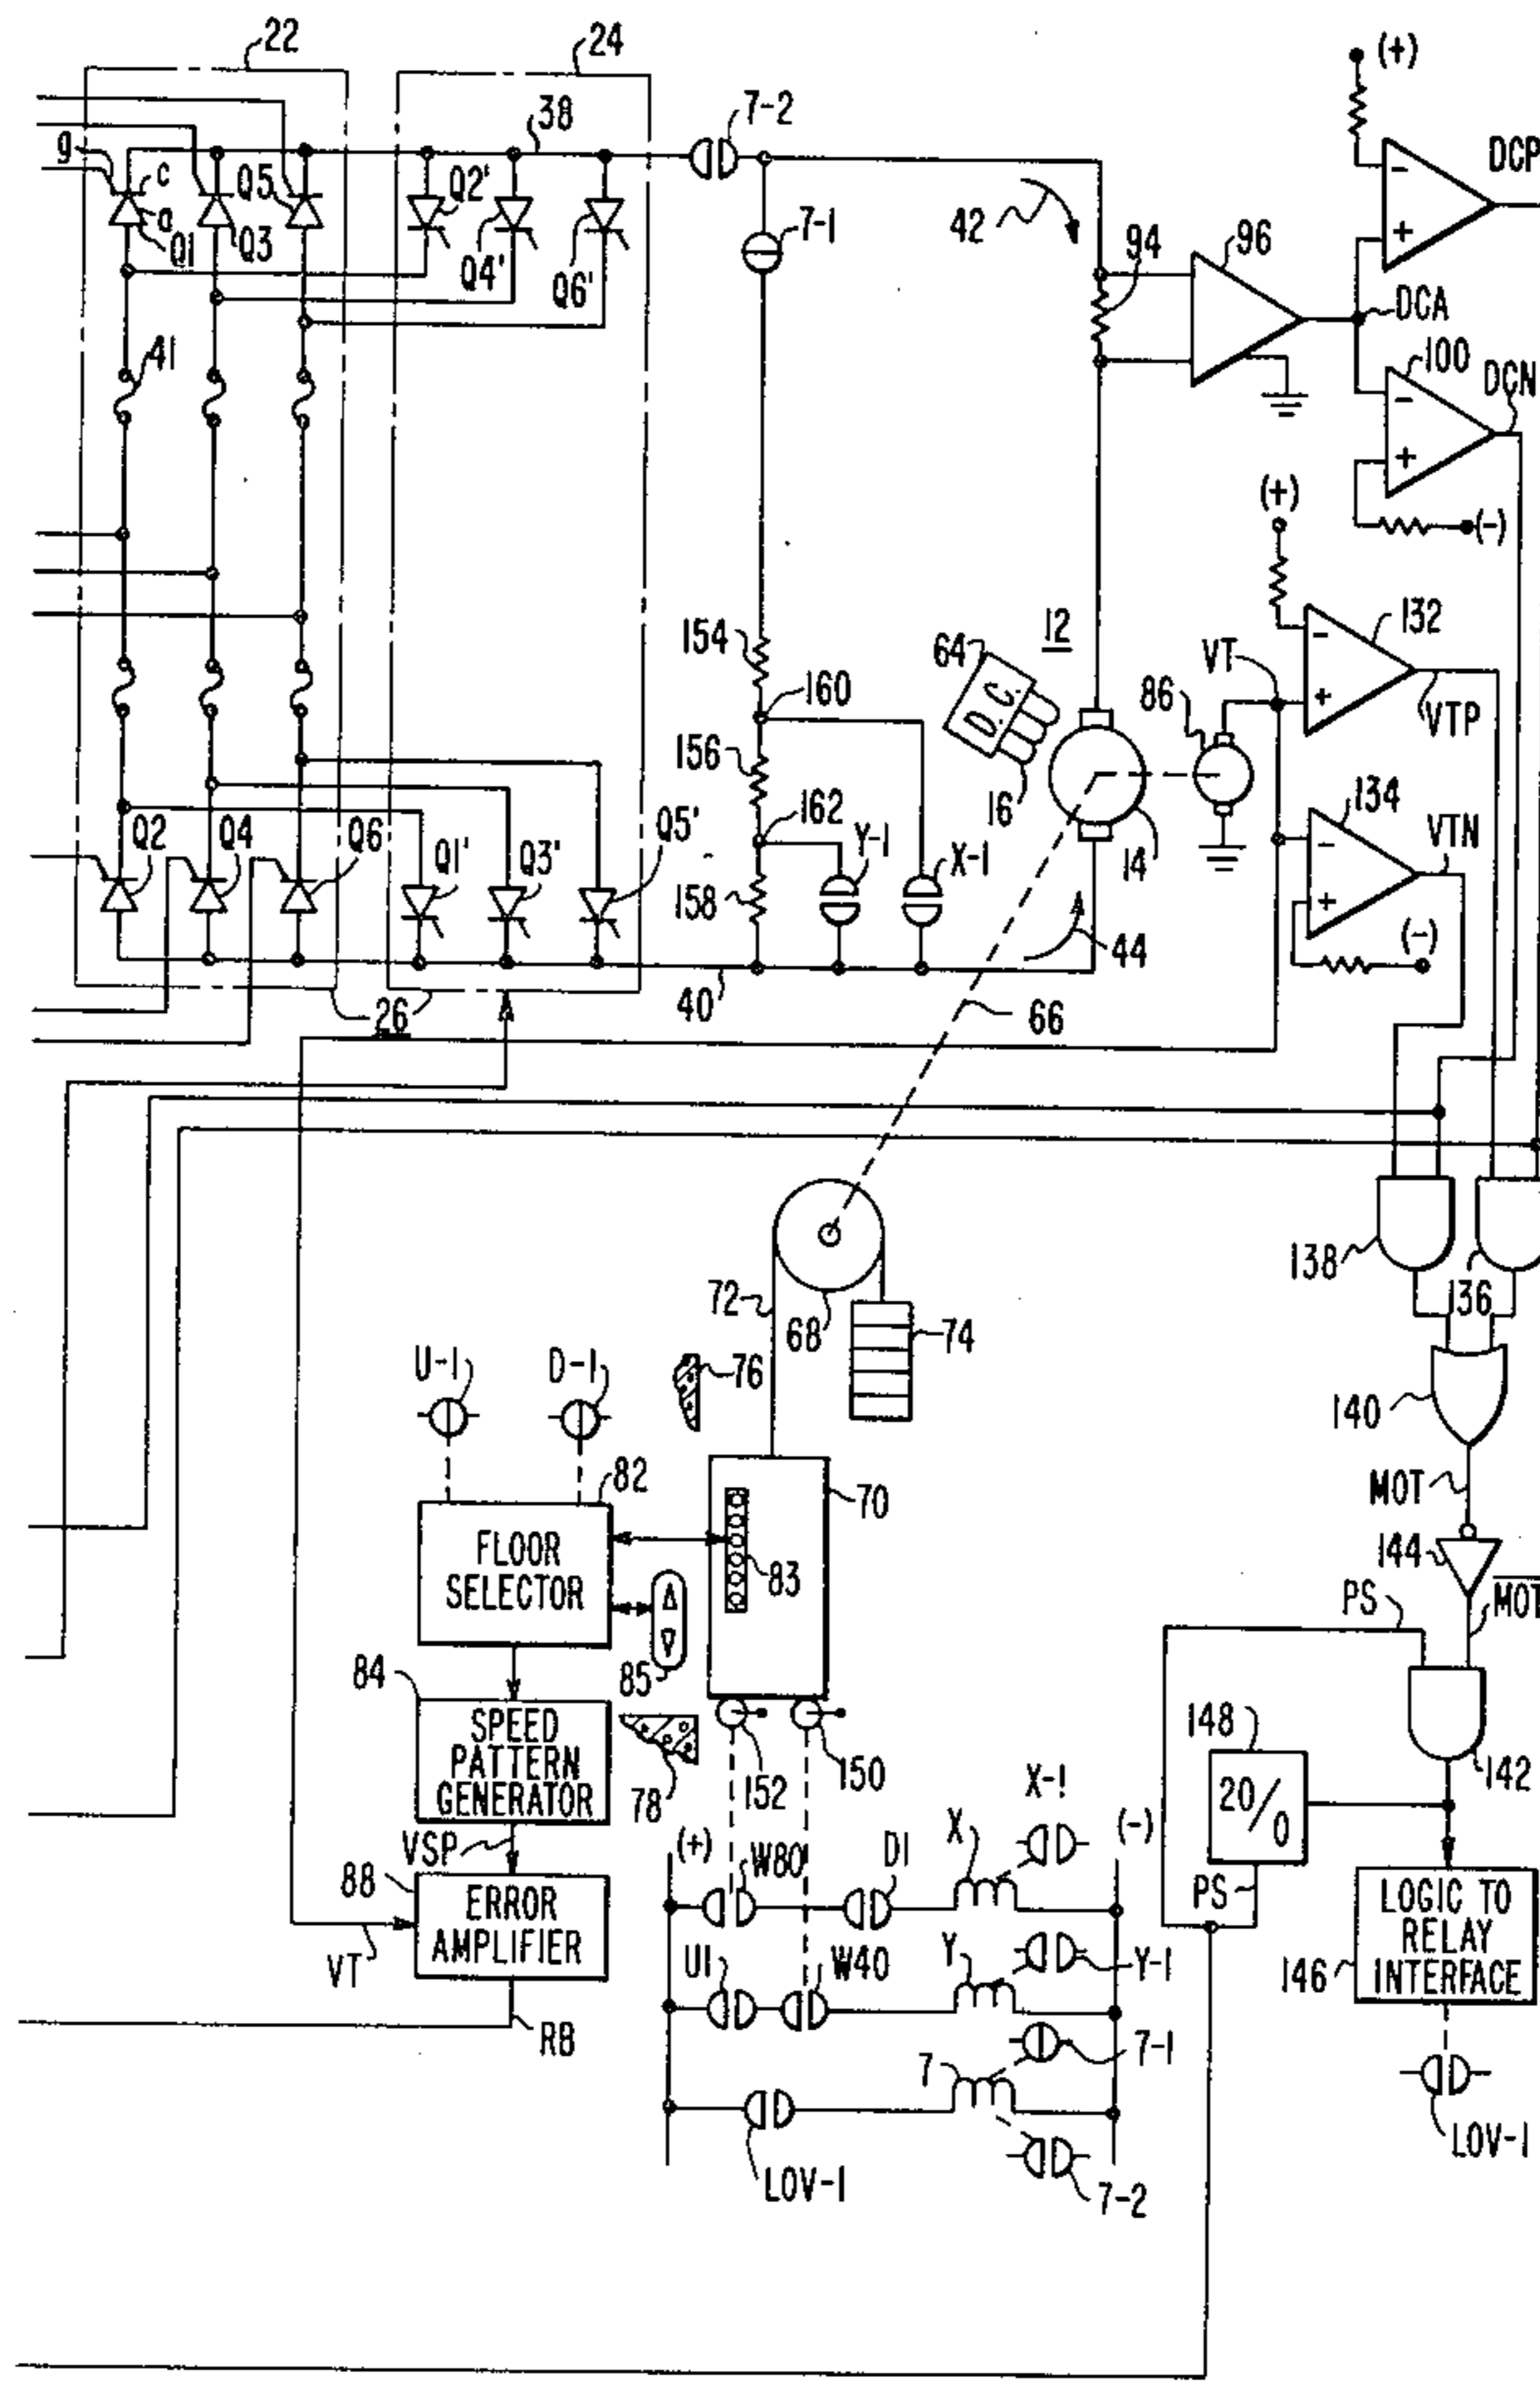 22
24
(+)
38
7-2
DCP
g
c
a
Q1
Q3
Q5
Q2'
Q4'
Q6'
7-1
42
94
96
-
+
DCA
41
100
DCN
-
+
(-)
(+)
154
64
12
D.C.
VT
132
-
+
VTP
160
86
156
16
14
134
VTN
-
+
(-)
162
Y-1
X-1
Q2
Q4
Q6
Q1'
Q3'
Q5'
158
44
26
40
66
138
136
72
68
74
U-1
D-1
76
140
82
FLOOR
SELECTOR
70
83
MOT
144
MOT
PS
85
84
SPEED
PATTERN
GENERATOR
78
152
150
148
20/0
142
X-1
(+)
W80
D1
X
(-)
VSP
88
ERROR
AMPLIFIER
PS
LOGIC TO
RELAY
INTERFACE
146
VT
U1
W40
Y
Y-1
R8
7
7-1
LOV-1
7-2
LOV-1